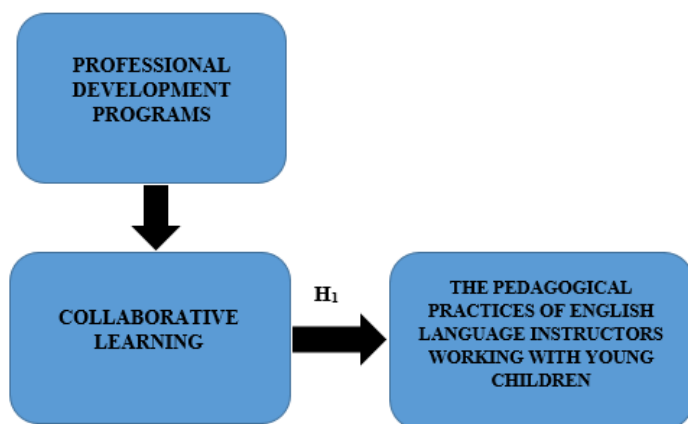 PROFESSIONAL
DEVELOPMENT
PROGRAMS
COLLABORATIVE
LEARNING
H₁
THE PEDAGOGICAL
PRACTICES OF ENGLISH
LANGUAGE INSTRUCTORS
WORKING WITH YOUNG
CHILDREN